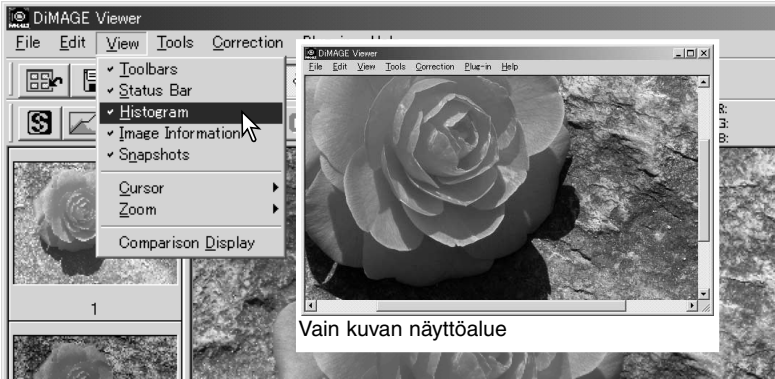 DiMAGE Viewer
File Edit View Tools Correction
Toolbars
Status Bar
Histogram
Image Information
Snapshots
Cursor
Zoom
Comparison Display
1
DiMAGE Viewer
File Edit View Tools Correction Plug-in Help
Vain kuvan näyttöalue
R:
G:
B: